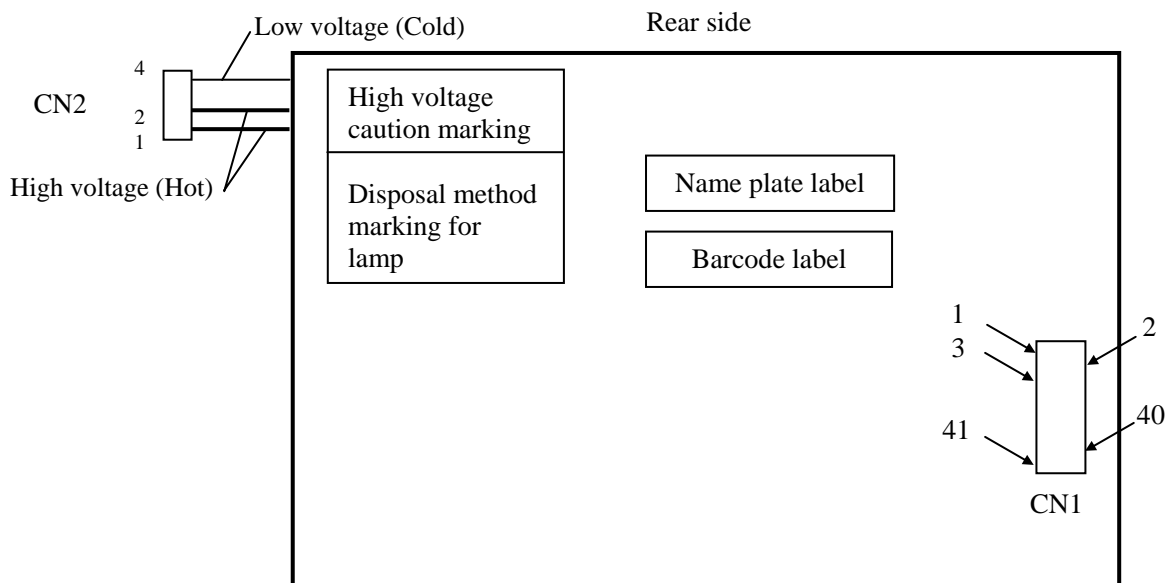 Low voltage (Cold)
Rear side
4
CN2
2
1
High voltage (Hot)
High voltage
caution marking
Disposal method
marking for
lamp
Name plate label
Barcode label
1
2
3
41
40
CN1